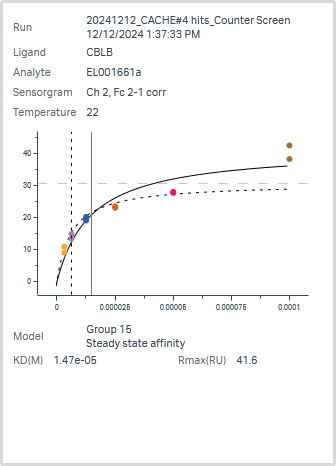 Run 20241212_CACHE#4 hits_Counter Screen
12/12/2024 1:37:33 PM
Ligand CBLB
Analyte EL001661a
Sensorgram Ch 2, Fc 2-1 corr
Temperature 22
40
30
20
10
0
0 0.000025 0.00005 0.000075 0.0001
Model Group 15
Steady state affinity
KD(M) 1.47e-05 Rmax(RU) 41.6